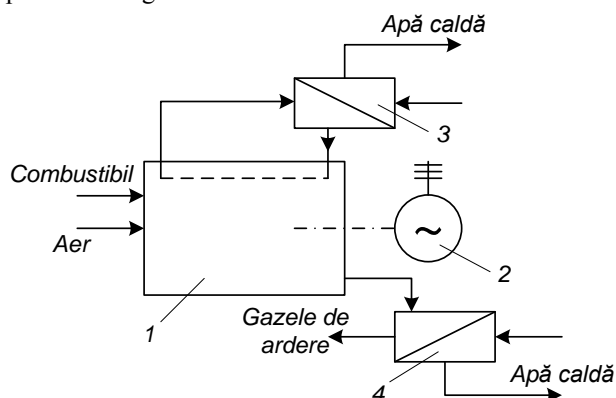 Apă caldă
3
Combustibil
Aer
~
2
1
Gazele de
ardere
4
Apă caldă